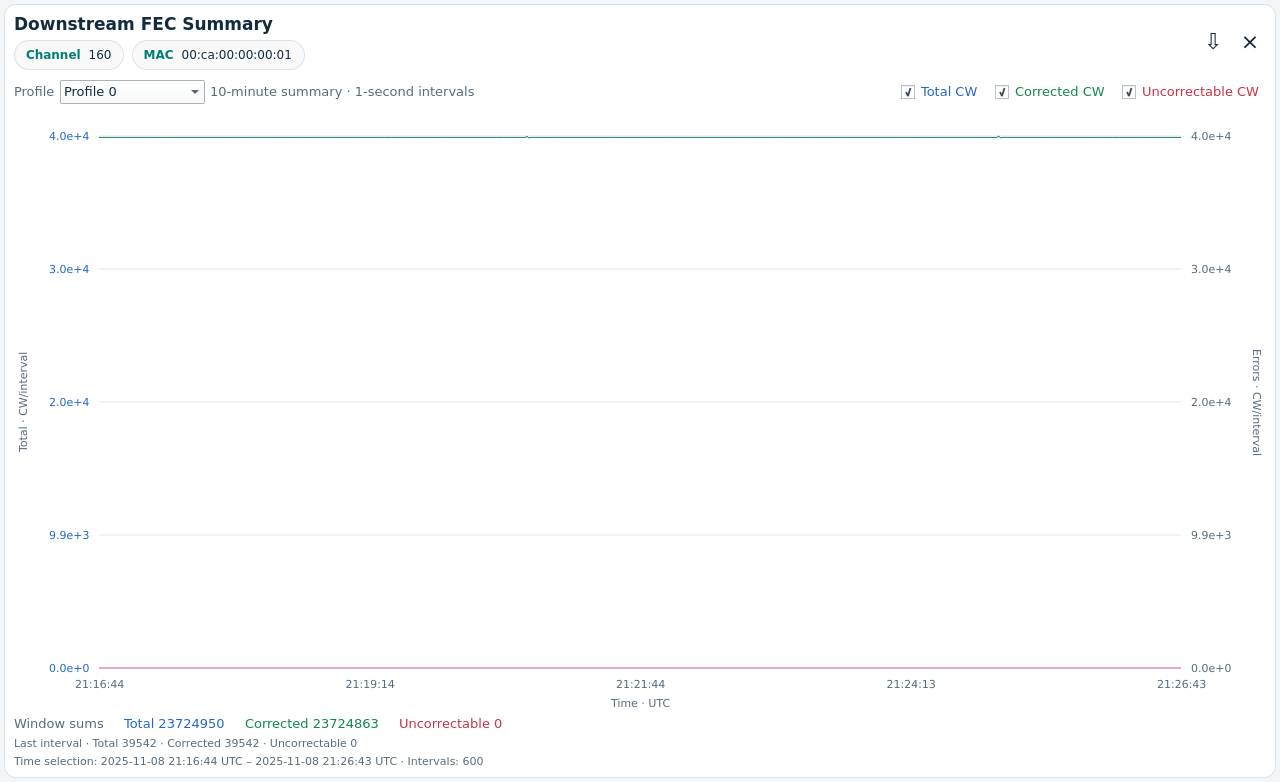 Downstream FEC Summary
Channel 160 MAC 00:ca:00:00:00:01
Profile Profile 0 10-minute summary · 1-second intervals Total CW Corrected CW Uncorrectable CW
4.0e+4 4.0e+4
3.0e+4 3.0e+4
2.0e+4 2.0e+4
9.9e+3 9.9e+3
0.0e+0 0.0e+0
Total · CW/interval
Errors · CW/interval
21:16:44 21:19:14 21:21:44 21:24:13 21:26:43
Time · UTC
Window sums Total 23724950 Corrected 23724863 Uncorrectable 0
Last interval · Total 39542 · Corrected 39542 · Uncorrectable 0
Time selection: 2025-11-08 21:16:44 UTC – 2025-11-08 21:26:43 UTC · Intervals: 600